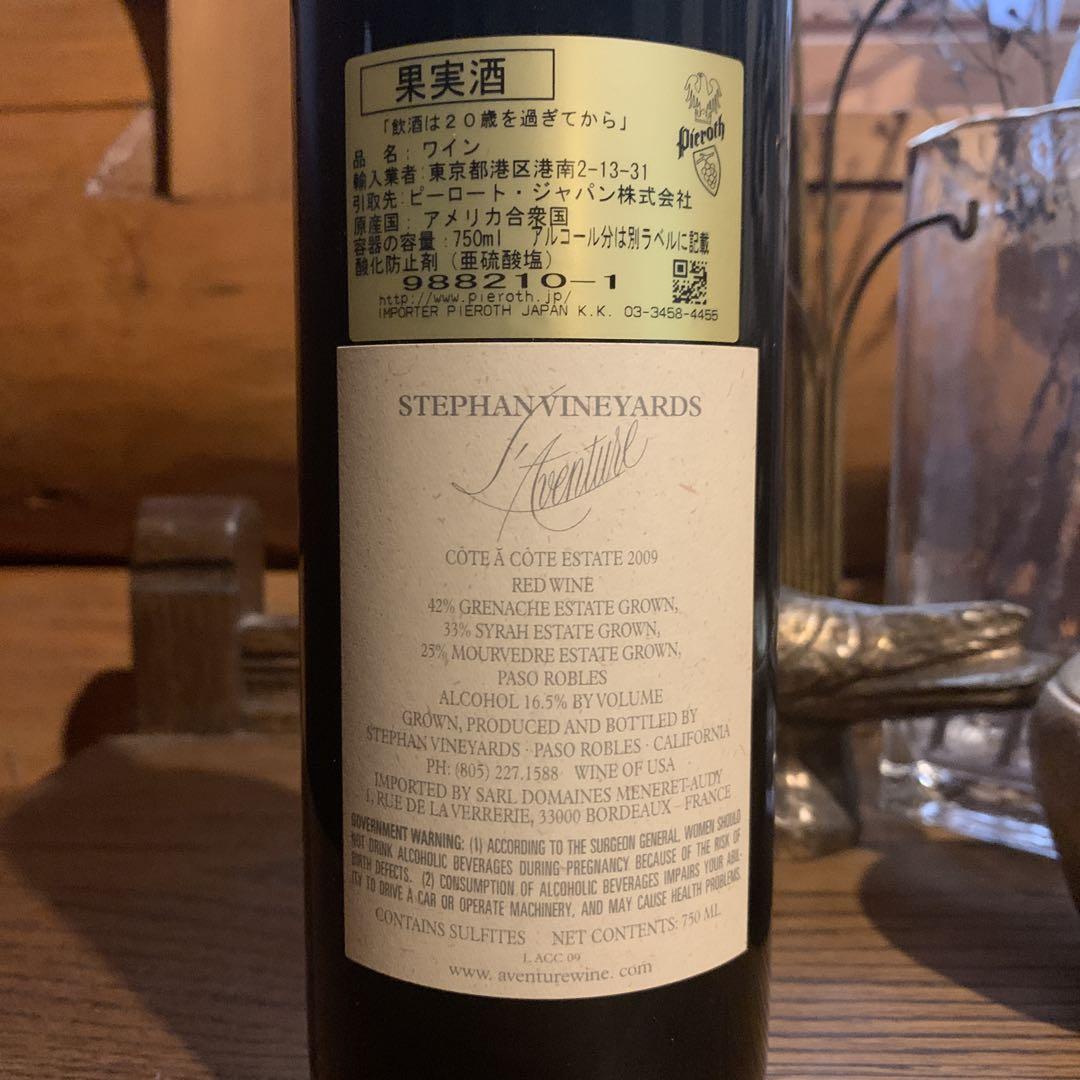 果実酒
「飲酒は20歳を過ぎてから」
Pieroth
品 名: ワイン
輸入業者: 東京都港区港南2-13-31
引取先: ピーロート・ジャパン株式会社
原産国: アメリカ合衆国
容器の容量: 750ml アルコール分は別ラベルに記載
酸化防止剤 (亜硫酸塩)
988210-1
http://www.pieroth.jp/
IMPORTER PIEROTH JAPAN K.K. 03-3458-4455
STEPHAN VINEYARDS
L'Aventure
CÔTE Ă CÔTE ESTATE 2009
RED WINE
42% GRENACHE ESTATE GROWN,
33% SYRAH ESTATE GROWN,
25% MOURVEDRE ESTATE GROWN,
PASO ROBLES
ALCOHOL 16.5% BY VOLUME
GROWN, PRODUCED AND BOTTLED BY
STEPHAN VINEYARDS · PASO ROBLES · CALIFORNIA
PH: (805) 227.1588 WINE OF USA
IMPORTED BY SARL DOMAINES MENERET-AUDY
1, RUE DE LA VERRERIE, 33000 BORDEAUX – FRANCE
GOVERNMENT WARNING: (1) ACCORDING TO THE SURGEON GENERAL, WOMEN SHOULD
NOT DRINK ALCOHOLIC BEVERAGES DURING PREGNANCY BECAUSE OF THE RISK OF
BIRTH DEFECTS. (2) CONSUMPTION OF ALCOHOLIC BEVERAGES IMPAIRS YOUR ABIL-
ITY TO DRIVE A CAR OR OPERATE MACHINERY, AND MAY CAUSE HEALTH PROBLEMS.
CONTAINS SULFITES NET CONTENTS: 750 ML
L ACC 09
www. aventurewine. com